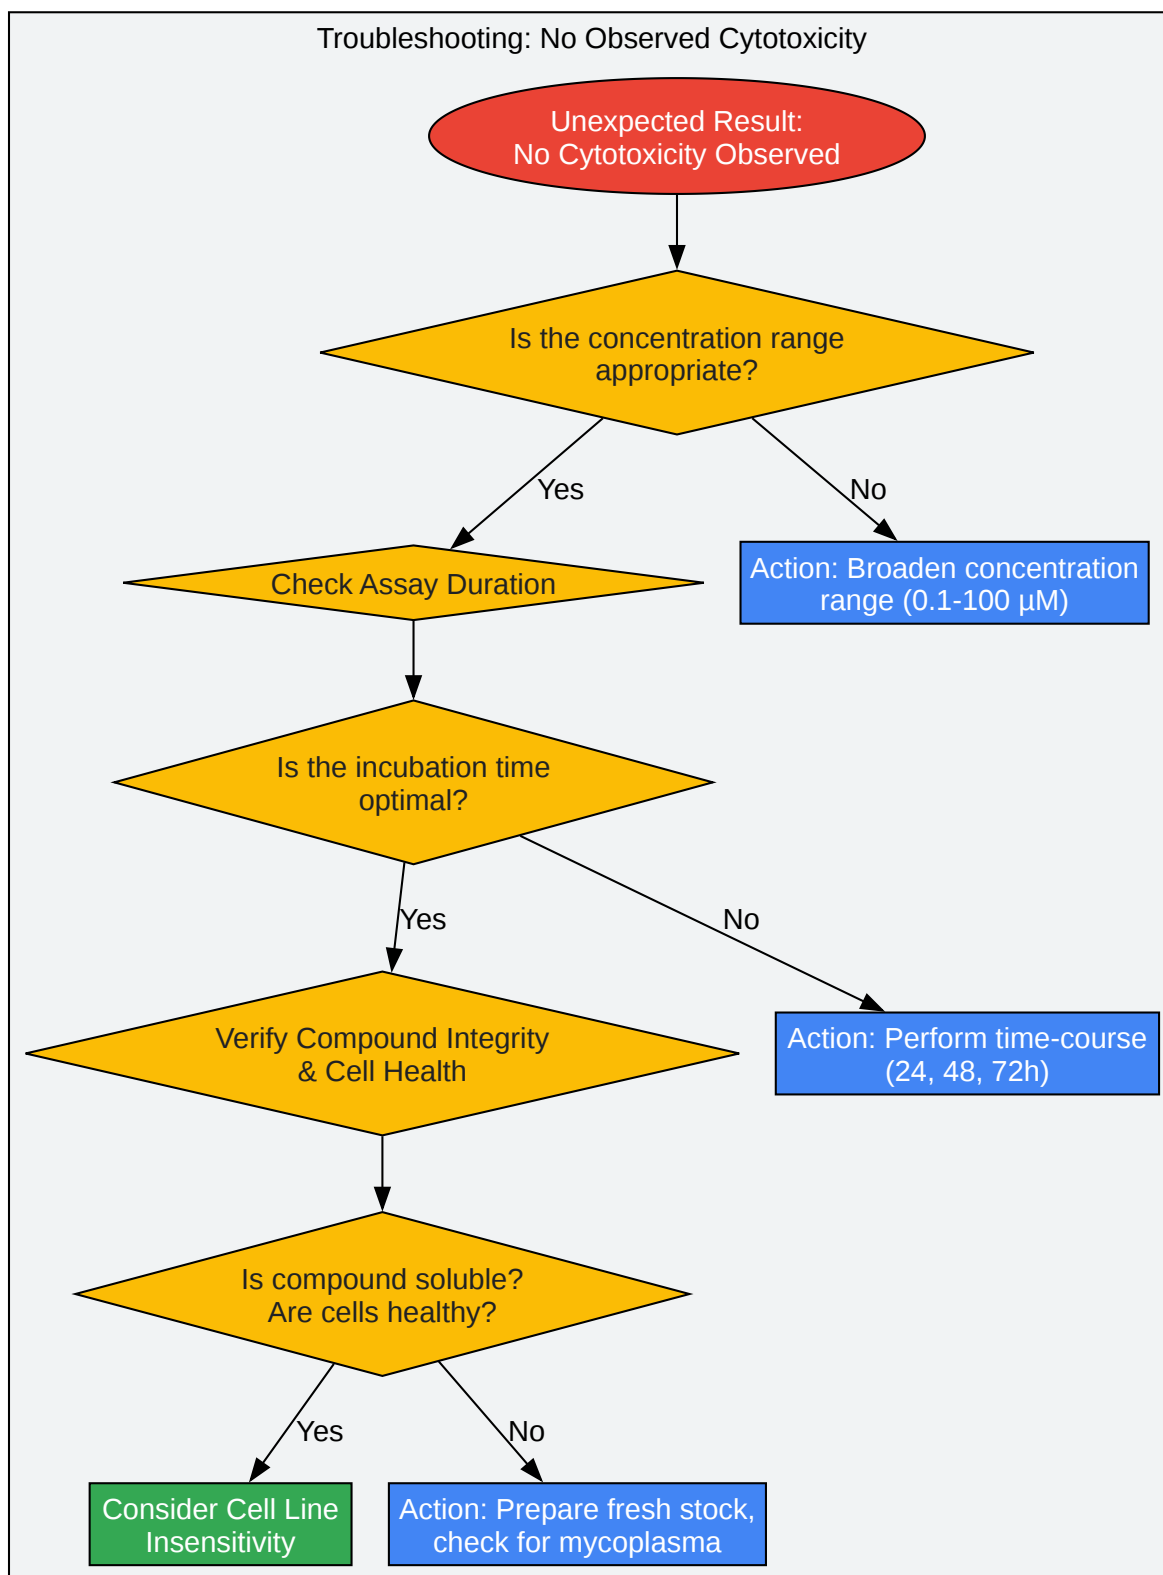 Troubleshooting: No Observed Cytotoxicity
Unexpected Result:
No Cytotoxicity Observed
Is the concentration range
appropriate?
Yes
No
Check Assay Duration
Action: Broaden concentration
range (0.1-100 µM)
Is the incubation time
optimal?
Yes
No
Verify Compound Integrity
& Cell Health
Action: Perform time-course
(24, 48, 72h)
Is compound soluble?
Are cells healthy?
Yes
No
Consider Cell Line
Insensitivity
Action: Prepare fresh stock,
check for mycoplasma